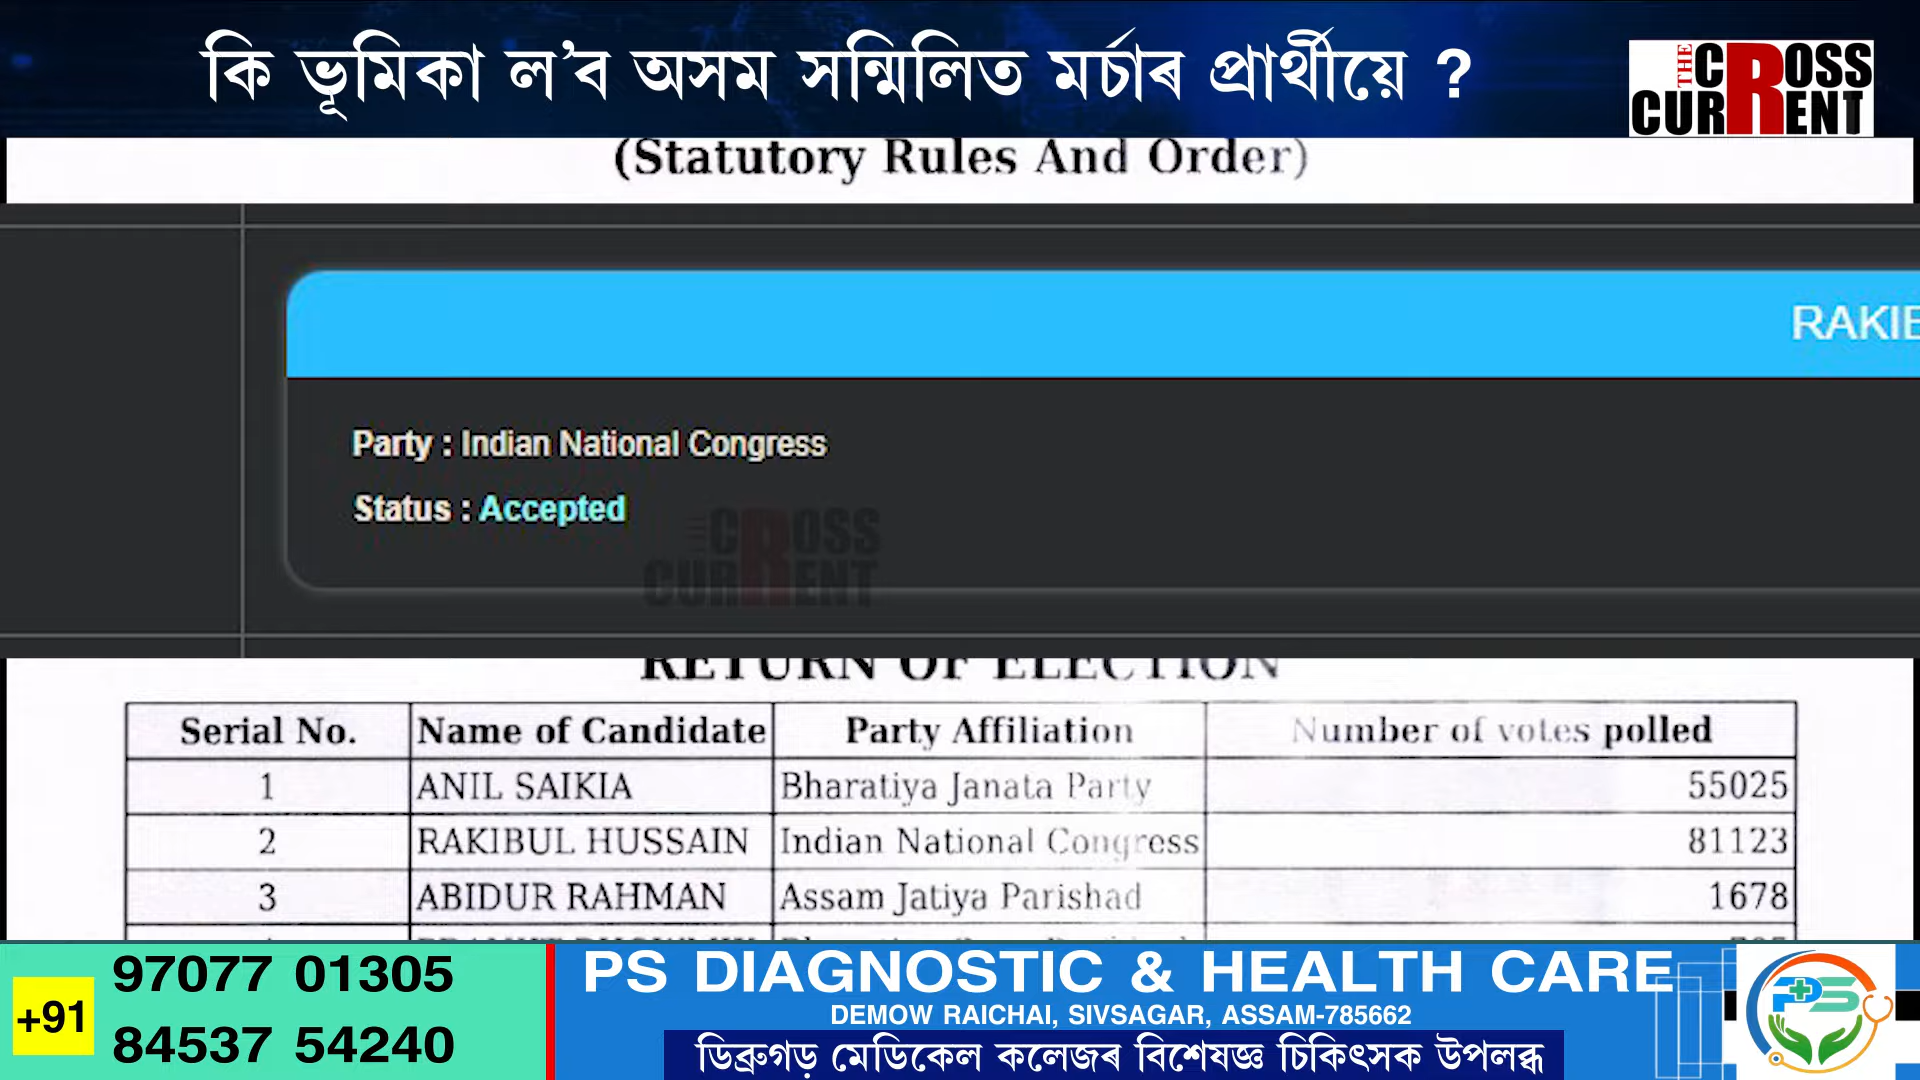 কি ভূমিকা ল’ব অসম সন্মিলিত মৰ্চাৰ প্ৰাৰ্থীয়ে ?
THE CROSS CURRENT
(Statutory Rules And Order)
RAKIB
Party : Indian National Congress
Status : Accepted
CROSS CURRENT
RETURN OF ELECTION
Serial No. Name of Candidate Party Affiliation Number of votes polled
1 ANIL SAIKIA Bharatiya Janata Party 55025
2 RAKIBUL HUSSAIN Indian National Congress 81123
3 ABIDUR RAHMAN Assam Jatiya Parishad 1678
+91 97077 01305
84537 54240
PS DIAGNOSTIC & HEALTH CARE
DEMOW RAICHAI, SIVSAGAR, ASSAM-785662
ডিব্ৰুগড় মেডিকেল কলেজৰ বিশেষজ্ঞ চিকিৎসক উপলব্ধ
PS